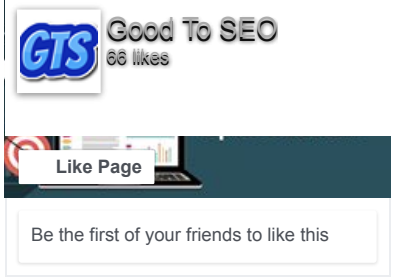 GTS
Good To SEO
66 likes
Like Page
Be the first of your friends to like this